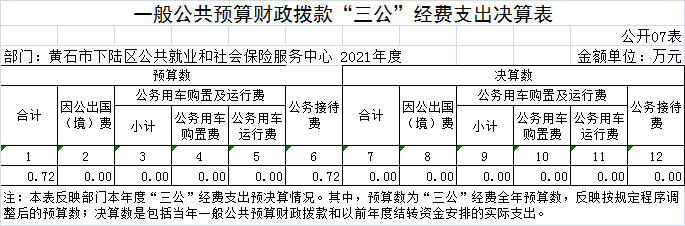 一般公共预算财政拨款“三公”经费支出决算表
公开07表
部门：黄石市下陆区公共就业和社会保险服务中心 2021年度 金额单位：万元
预算数 决算数
合计 因公出国（境）费 公务用车购置及运行费 公务接待费 合计 因公出国（境）费 公务用车购置及运行费 公务接待费
小计 公务用车购置费 公务用车运行费 小计 公务用车购置费 公务用车运行费
1 2 3 4 5 6 7 8 9 10 11 12
0.72 0.00 0.00 0.00 0.00 0.72 0.00 0.00 0.00 0.00 0.00 0.00
注：本表反映部门本年度“三公”经费支出预决算情况。其中，预算数为“三公”经费全年预算数，反映按规定程序调
整后的预算数；决算数是包括当年一般公共预算财政拨款和以前年度结转资金安排的实际支出。